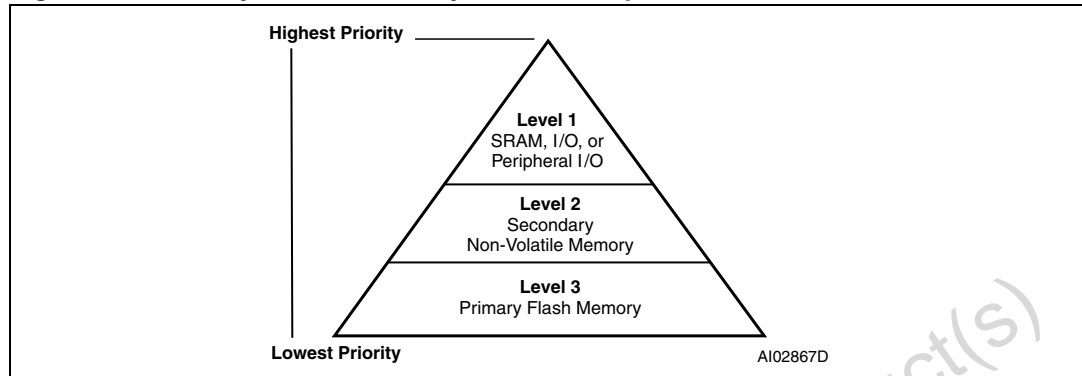 Highest Priority
Level 1
SRAM, I/O, or
Peripheral I/O
Level 2
Secondary
Non-Volatile Memory
Level 3
Primary Flash Memory
Lowest Priority
AI02867D